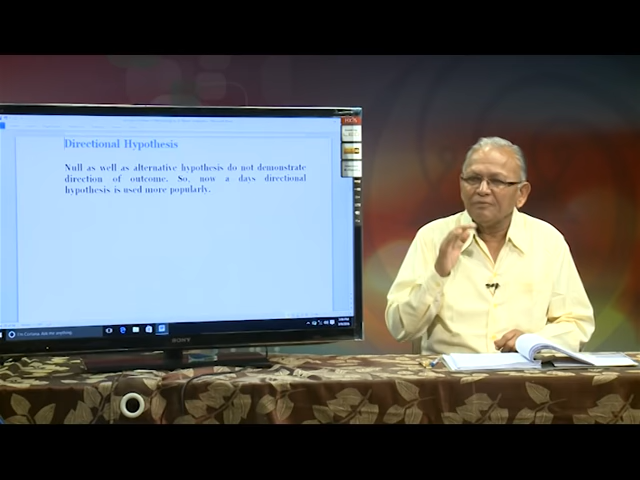 Directional Hypothesis
Null as well as alternative hypothesis do not demonstrate
direction of outcome. So, now a days directional
hypothesis is used more popularly.
SONY